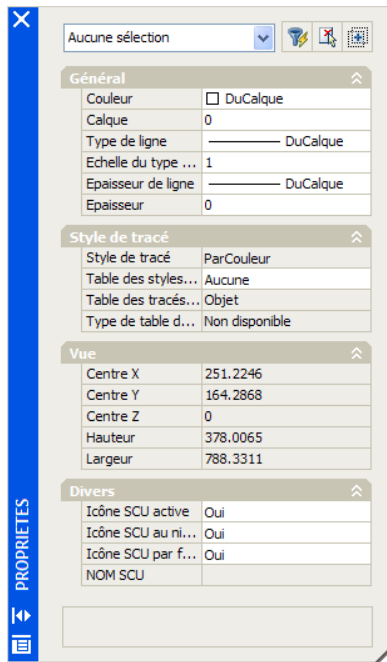 Aucune sélection
Général
Couleur DuCalque
Calque 0
Type de ligne DuCalque
Echelle du type ... 1
Epaisseur de ligne DuCalque
Epaisseur 0
Style de tracé
Style de tracé ParCouleur
Table des styles... Aucune
Table des tracés... Objet
Type de table d... Non disponible
Vue
Centre X 251.2246
Centre Y 164.2868
Centre Z 0
Hauteur 378.0065
Largeur 788.3311
Divers
Icône SCU active Oui
Icône SCU au ni... Oui
Icône SCU par f... Oui
NOM SCU
PROPRIETES